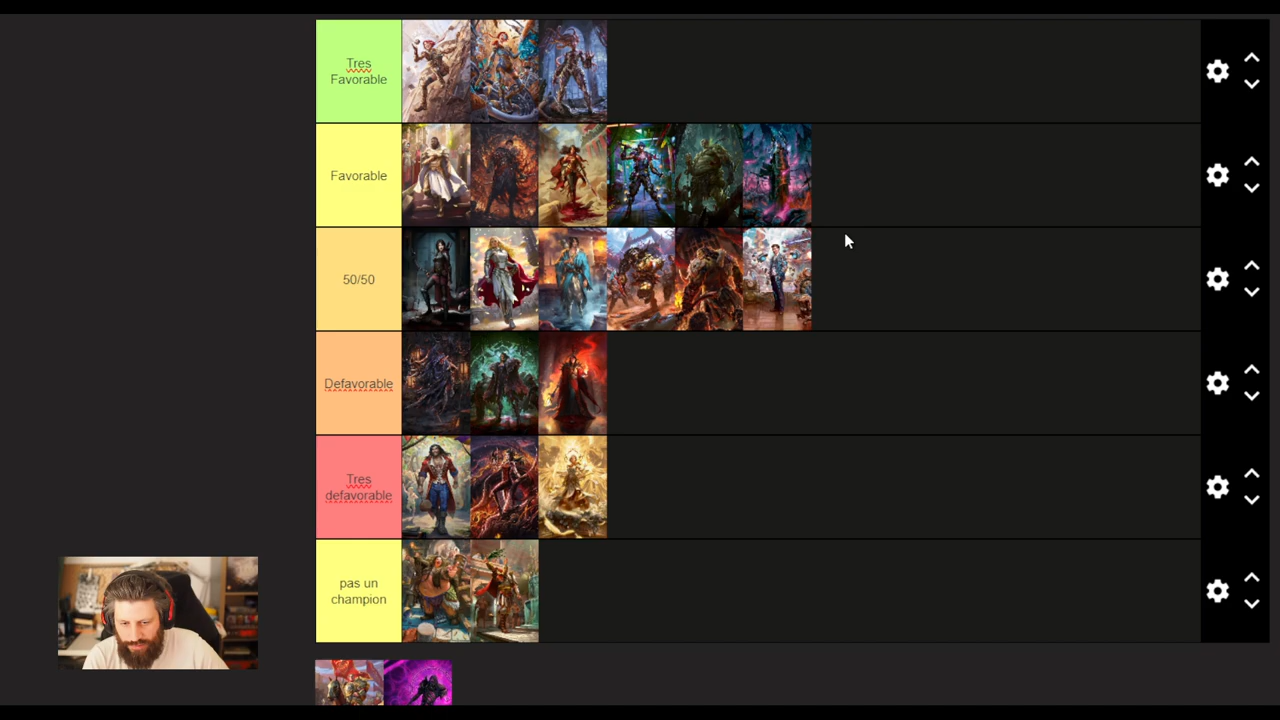 Tres
Favorable
Favorable
50/50
Defavorable
Tres
defavorable
pas un
champion